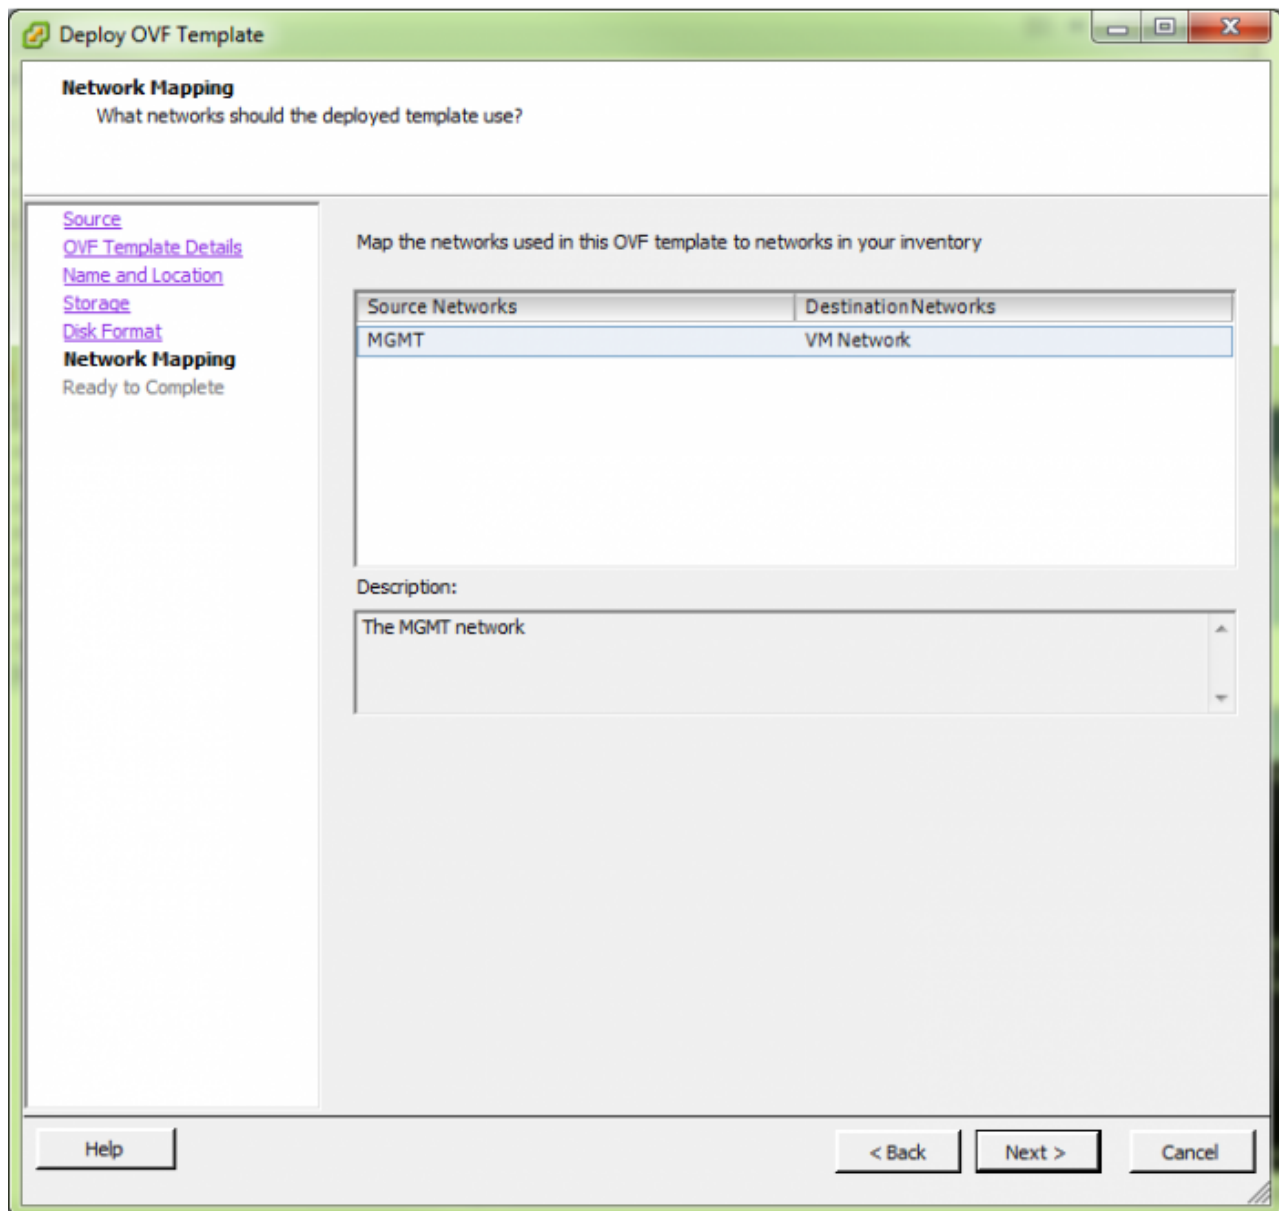 Deploy OVF Template
Network Mapping
What networks should the deployed template use?
Source
OVF Template Details
Name and Location
Storage
Disk Format
Network Mapping
Ready to Complete
Map the networks used in this OVF template to networks in your inventory
Source Networks DestinationNetworks
MGMT VM Network
Description:
The MGMT network
Help < Back Next > Cancel